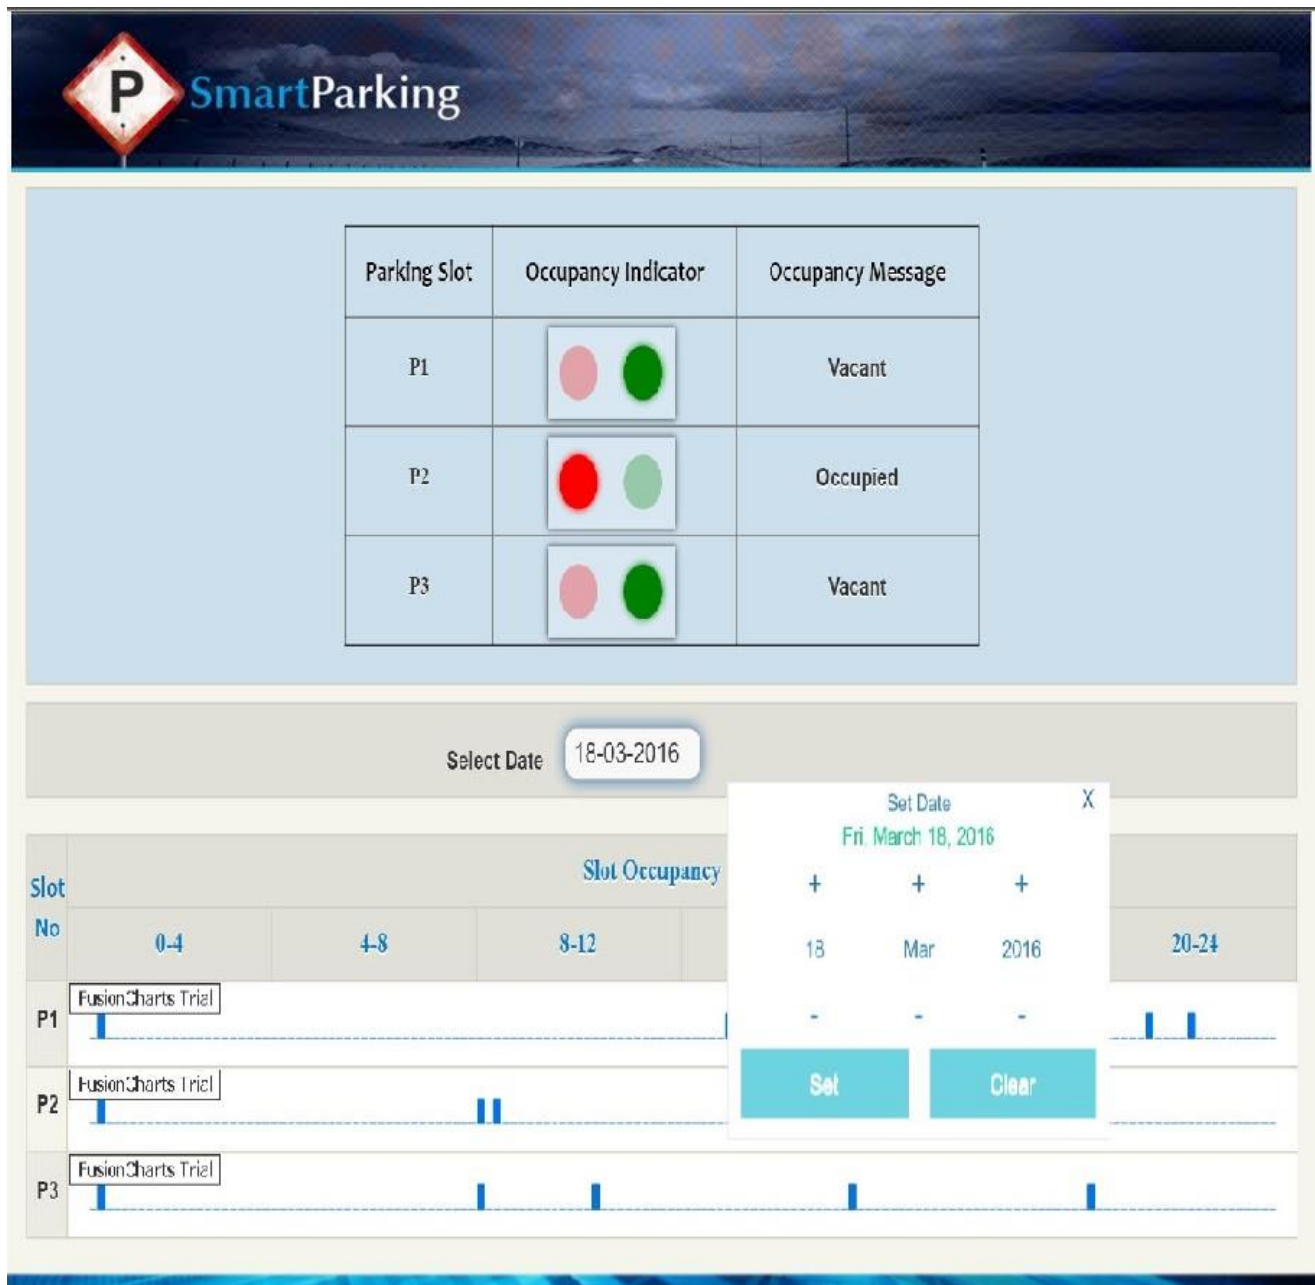 P SmartParking
Parking Slot Occupancy Indicator Occupancy Message
P1 Vacant
P2 Occupied
P3 Vacant
Select Date 18-03-2016
Set Date X
Fri, March 18, 2016
+ + +
18 Mar 2016
- - -
Set Clear
Slot No
Slot Occupancy
0-4 4-8 8-12 20-24
P1 FusionCharts Trial
P2 FusionCharts Trial
P3 FusionCharts Trial